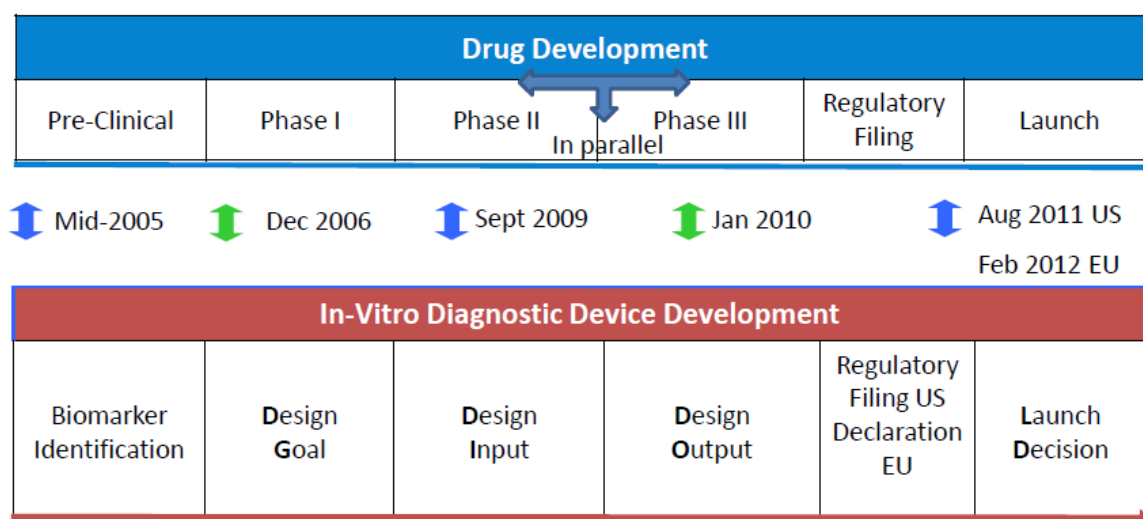 Drug Development
Pre-Clinical
Phase I
Phase II
Phase III
In parallel
Regulatory
Filing
Launch
Mid-2005
Dec 2006
Sept 2009
Jan 2010
Aug 2011 US
Feb 2012 EU
In-Vitro Diagnostic Device Development
Biomarker
Identification
Design
Goal
Design
Input
Design
Output
Regulatory
Filing US
Declaration
EU
Launch
Decision